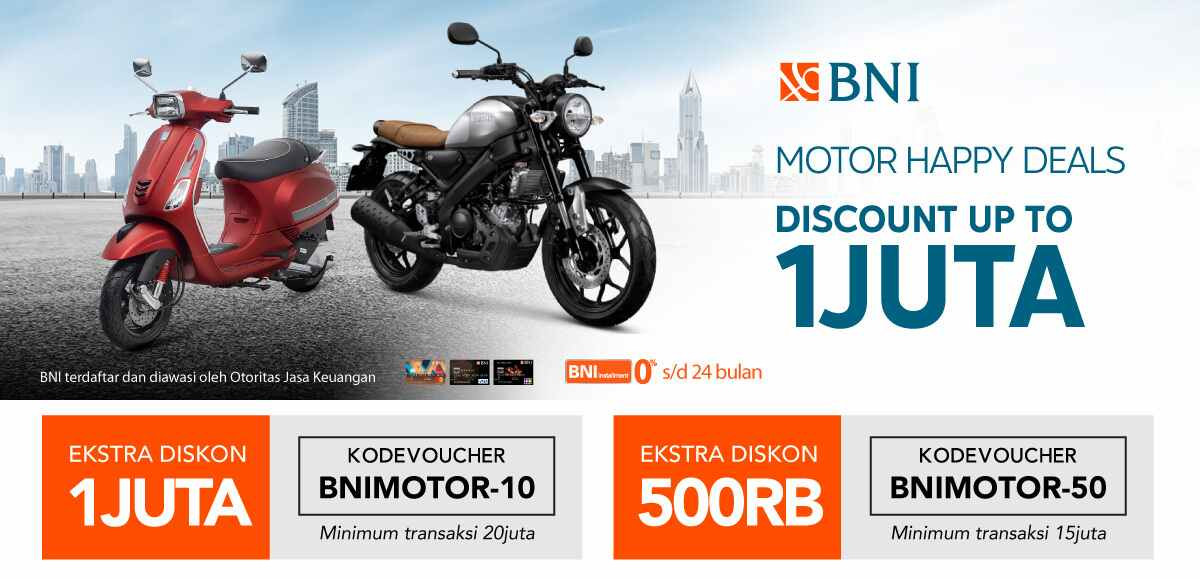 BNI
MOTOR HAPPY DEALS
DISCOUNT UP TO
1JUTA
BNI terdaftar dan diawasi oleh Otoritas Jasa Keuangan
BNI installment 0% s/d 24 bulan
EKSTRA DISKON
1JUTA
KODEVOUCHER
BNIMOTOR-10
Minimum transaksi 20juta
EKSTRA DISKON
500RB
KODEVOUCHER
BNIMOTOR-50
Minimum transaksi 15juta